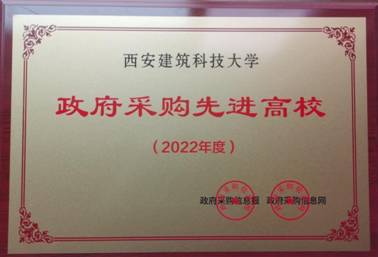 西安建筑科技大学
政府采购先进高校
（2022年度）
政府采购信息报 政府采购信息网